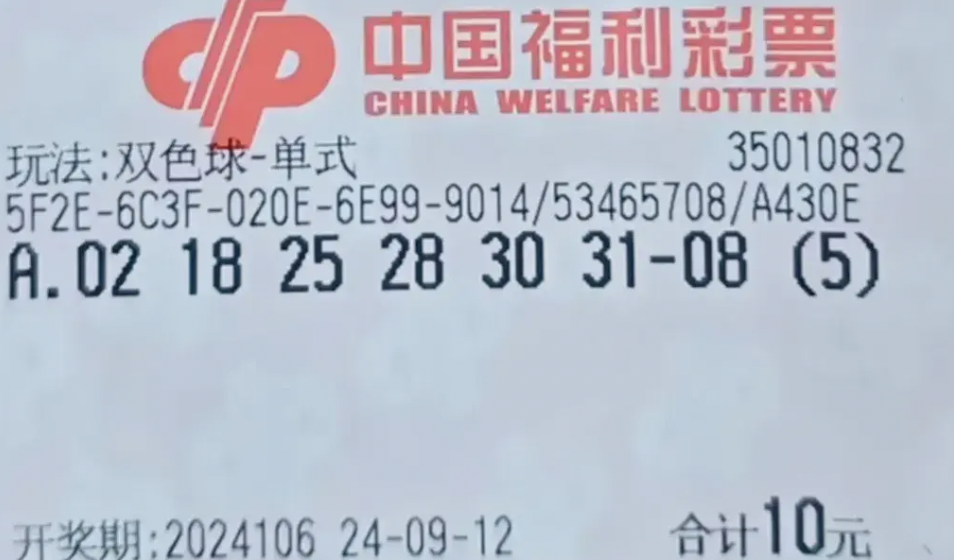 中国福利彩票
CHINA WELFARE LOTTERY
玩法:双色球-单式 35010832
5F2E-6C3F-020E-6E99-9014/53465708/A430E
A.02 18 25 28 30 31-08 (5)
开奖期:2024106 24-09-12 合计10元